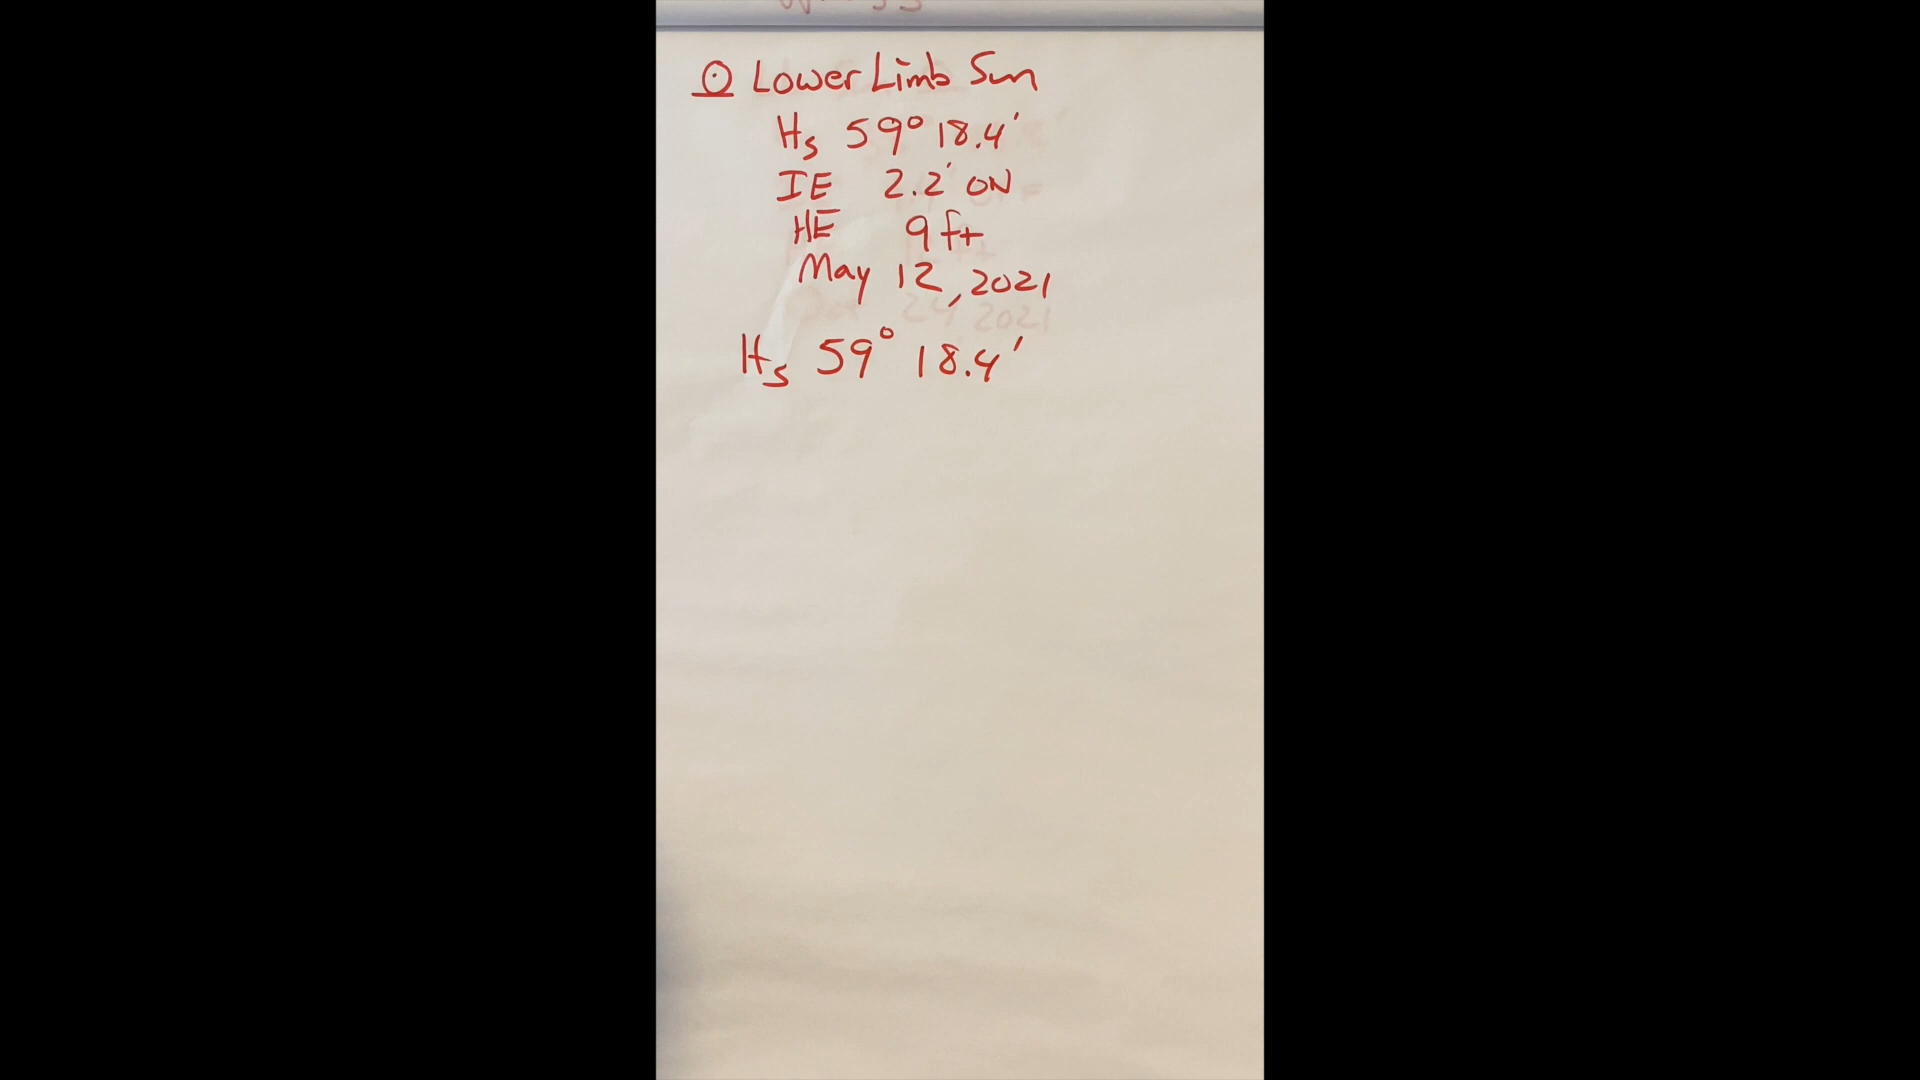 ☉ Lower Limb Sun
Hs 59° 18.4'
IE 2.2' ON
HE 9 ft
May 12, 2021
Hs 59° 18.4'